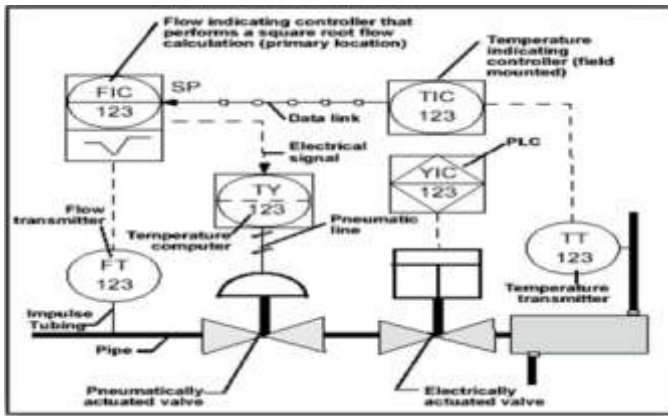 Flow indicating controller that
performs a square root flow
calculation (primary location)
Temperature
indicating
controller (field
mounted)
FIC
123
SP
TIC
123
Data link
Electrical
signal
PLC
YIC
123
TY
123
Flow
transmitter
Temperature
computer
Pneumatic
line
FT
123
TT
123
Temperature
transmitter
Impulse
Tubing
Pipe
Pneumatically
actuated valve
Electrically
actuated valve